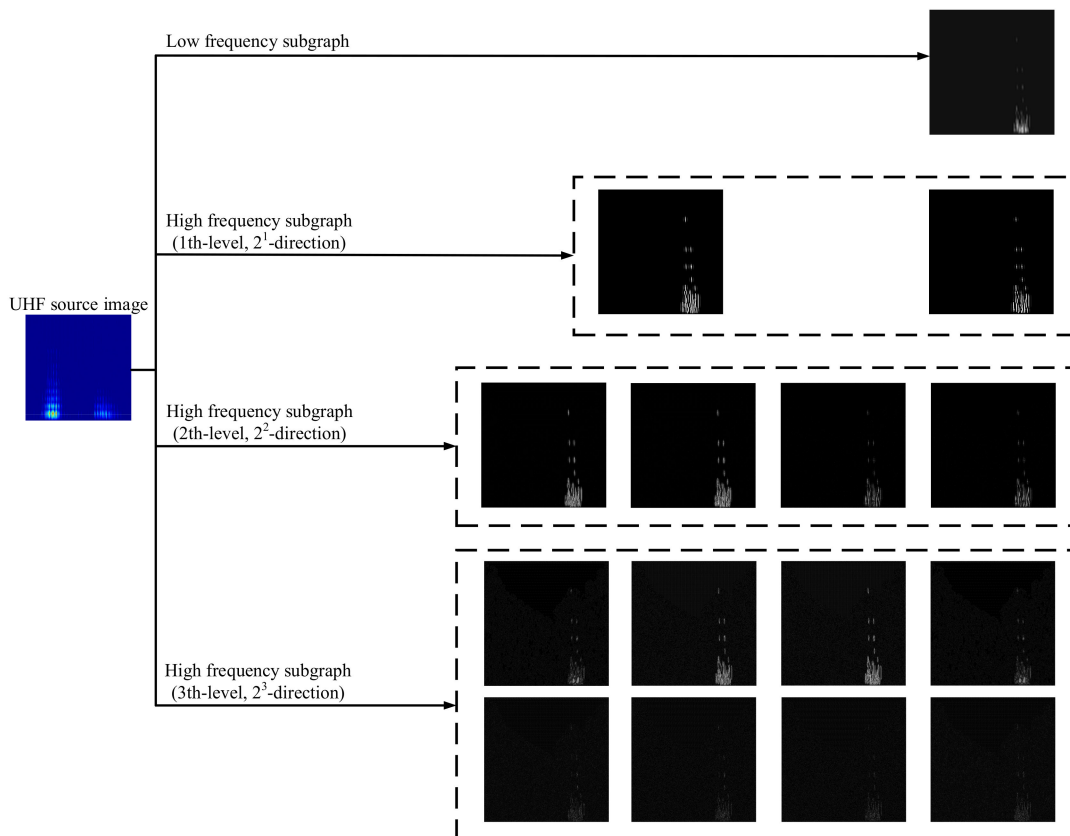 Low frequency subgraph
High frequency subgraph
(1th-level, 2¹-direction)
UHF source image
High frequency subgraph
(2th-level, 2²-direction)
High frequency subgraph
(3th-level, 2³-direction)